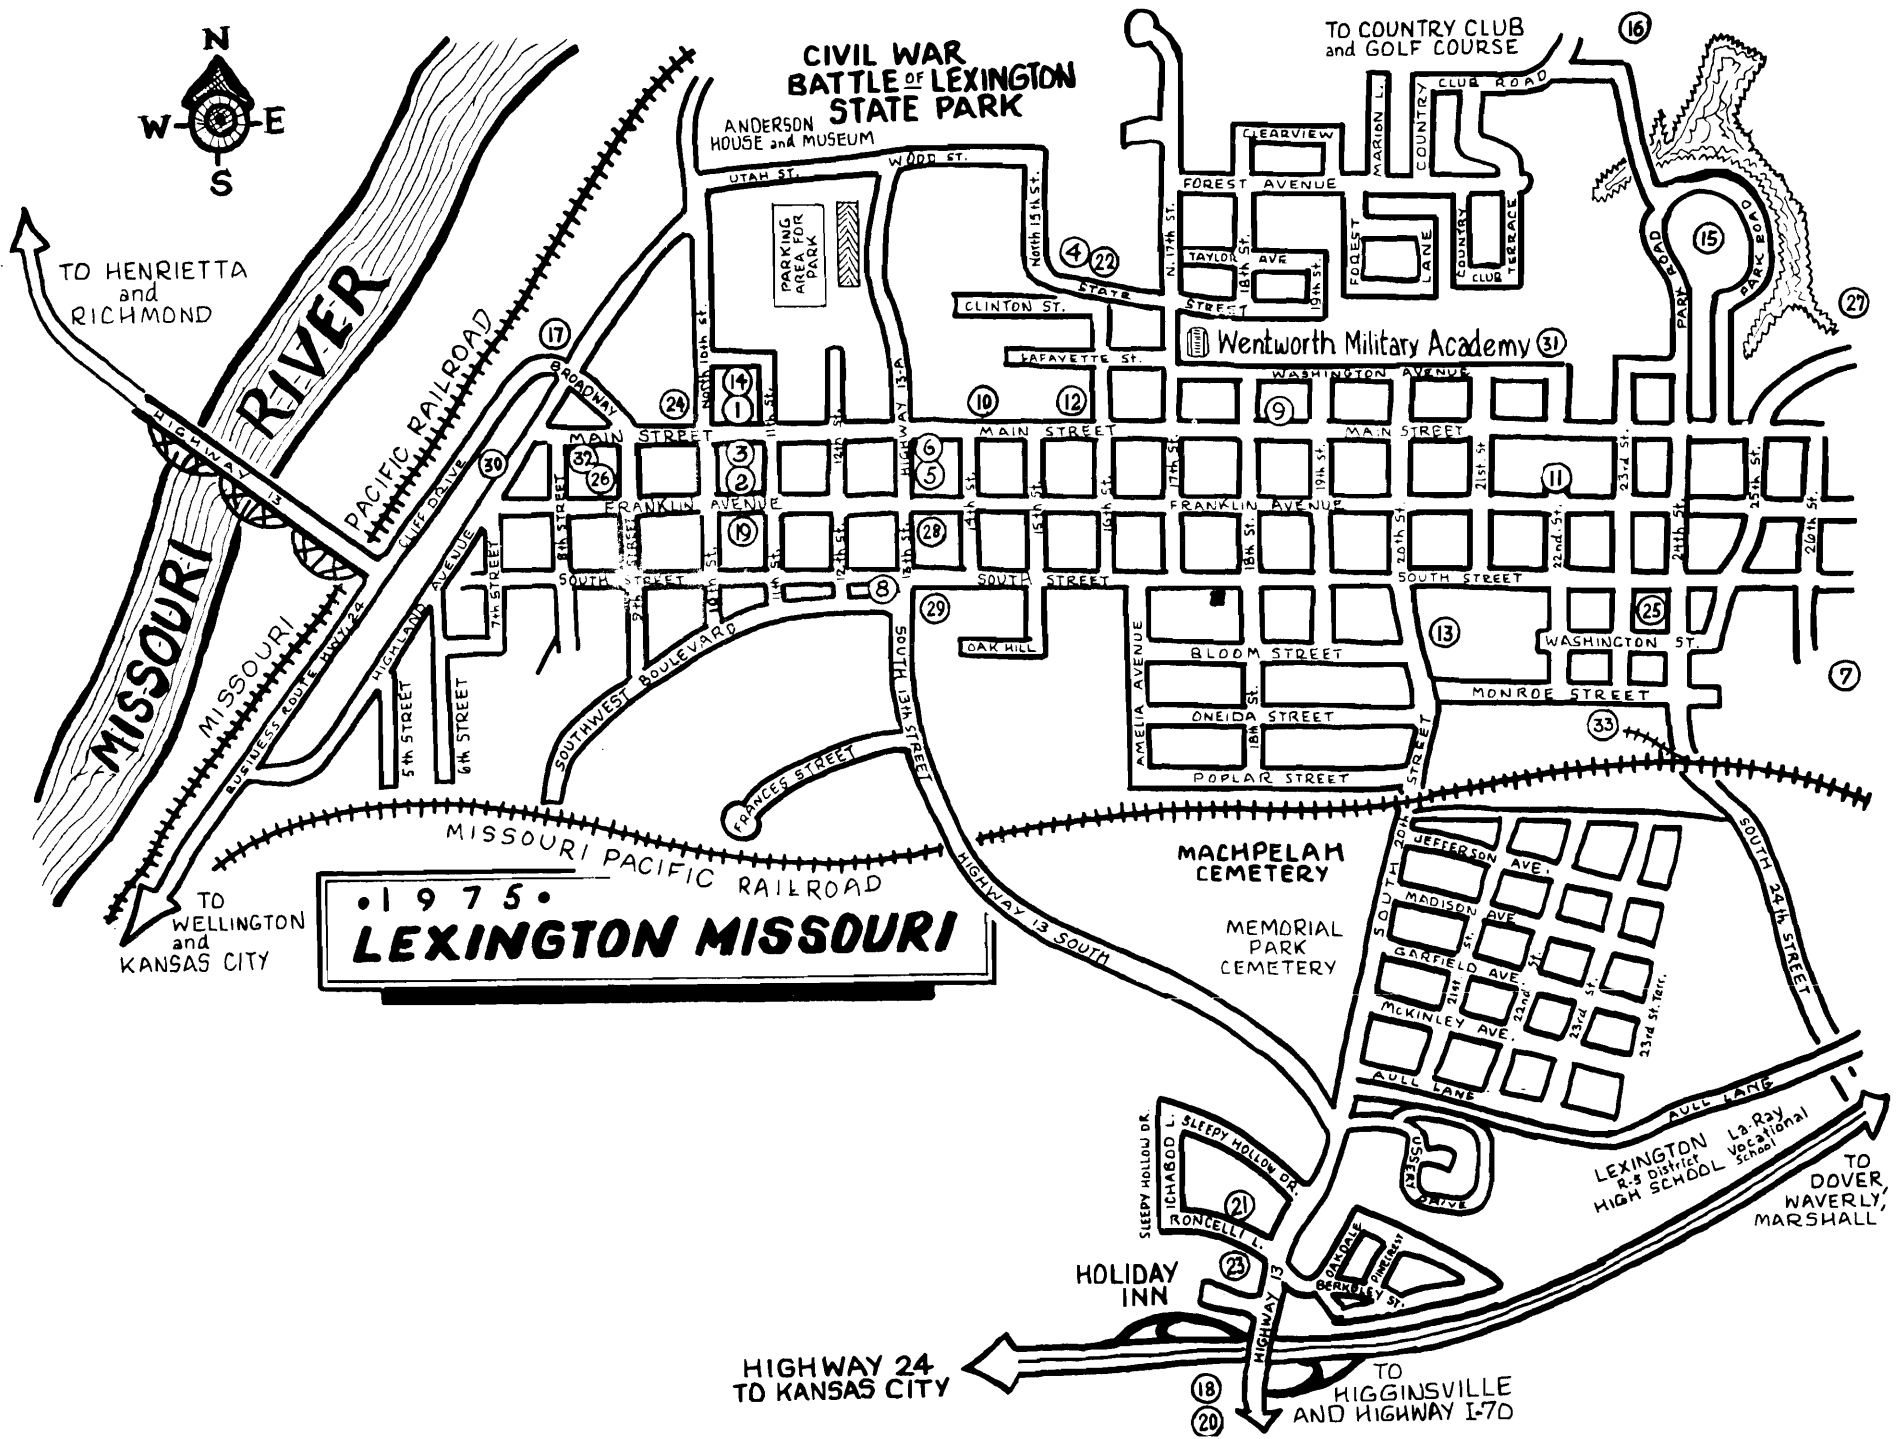 N
W E
S
TO HENRIETTA
and
RICHMOND
MISSOURI
RIVER
HIGHWAY 13
MISSOURI
PACIFIC RAILROAD
CLIFF DRIVE
BUSINESS ROUTE HWY. 24
HIGHLAND AVENUE
TO
WELLINGTON
and
KANSAS CITY
CIVIL WAR
BATTLE OF LEXINGTON
STATE PARK
ANDERSON
HOUSE and MUSEUM
UTAH ST.
WOOD ST.
PARKING
AREA FOR
PARK
North 10th St.
HIGHWAY 13-A
North 15th St.
4
22
STATE
STREET
CLINTON ST.
LAFAYETTE St.
N. 17th ST.
CLEARVIEW
FOREST AVENUE
TAYLOR AVE
18th St.
19th St.
FOREST
LANE
MARION L.
COUNTRY
CLUB ROAD
COUNTRY
CLUB
TERRACE
TO COUNTRY CLUB
and GOLF COURSE
16
15
PARK ROAD
PARK ROAD
27
Wentworth Military Academy
31
WASHINGTON AVENUE
17
BROADWAY
24
14
1
11th St.
12th St.
10
12
9
MAIN STREET
MAIN STREET
MAIN STREET
30
32
26
3
2
6
5
11
8th STREET
14th St.
15th St.
16th St.
17th St.
19th St.
21st. St
23rd. St.
25th St.
FRANKLIN AVENUE
FRANKLIN AVENUE
19
28
7th STREET
9th STREET
10th St.
11th St.
12th St.
13th St.
18th St.
20th St.
22nd. St.
24th St.
26th St.
SOUTH STREET
SOUTH STREET
SOUTH STREET
8
29
OAK HILL
13
25
7
33
WASHINGTON ST.
MONROE STREET
AMELIA AVENUE
BLOOM STREET
ONEIDA STREET
18th St.
POPLAR STREET
5th STREET
6th STREET
SOUTHWEST BOULEVARD
SOUTH 13th STREET
FRANCES STREET
MISSOURI PACIFIC RAILROAD
HIGHWAY 13 SOUTH
• 1975 •
LEXINGTON MISSOURI
MACHPELAH
CEMETERY
MEMORIAL
PARK
CEMETERY
SOUTH 20th STREET
JEFFERSON AVE.
MADISON AVE
GARFIELD AVE
McKINLEY AVE.
21st. St.
22nd. St.
23rd St.
23rd St. Terr.
SOUTH 24th STREET
AULL LANE
AULL LANE
LEXINGTON
R-5 District
HIGH SCHOOL
La-Ray
Vocational
School
TO
DOVER,
WAVERLY,
MARSHALL
USSERY
DRIVE
SLEEPY HOLLOW DR.
ICHABOD L.
SLEEPY HOLLOW DR.
21
RONCELLI L.
23
HOLIDAY
INN
OAKDALE
PINECREST
BERKELEY ST.
HIGHWAY 13
HIGHWAY 24
TO KANSAS CITY
18
20
TO
HIGGINSVILLE
AND HIGHWAY I-70